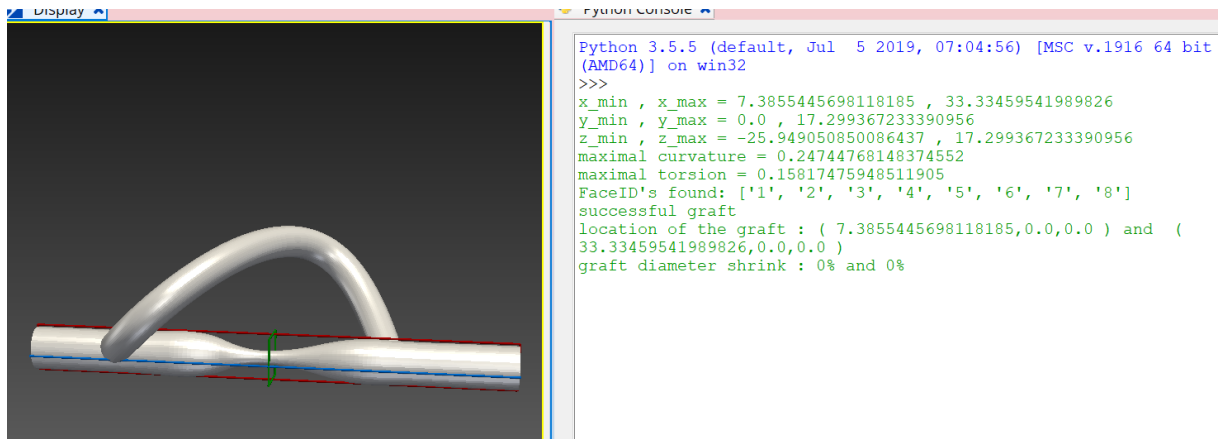 Display
Python Console
Python 3.5.5 (default, Jul  5 2019, 07:04:56) [MSC v.1916 64 bit
(AMD64)] on win32
>>>
x_min , x_max = 7.3855445698118185 , 33.33459541989826
y_min , y_max = 0.0 , 17.299367233390956
z_min , z_max = -25.949050850086437 , 17.299367233390956
maximal curvature = 0.24744768148374552
maximal torsion = 0.15817475948511905
FaceID's found: ['1', '2', '3', '4', '5', '6', '7', '8']
successful graft
location of the graft : ( 7.3855445698118185,0.0,0.0 ) and  (
33.33459541989826,0.0,0.0 )
graft diameter shrink : 0% and 0%